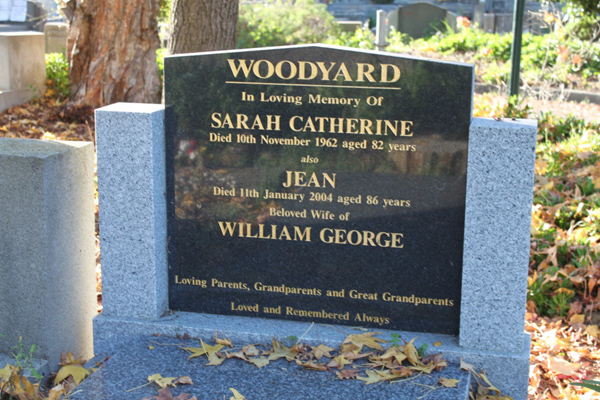 WOODYARD
In Loving Memory Of
SARAH CATHERINE
Died 10th November 1962 aged 82 years
also
JEAN
Died 11th January 2004 aged 86 years
Beloved Wife of
WILLIAM GEORGE
Loving Parents, Grandparents and Great Grandparents
Loved and Remembered Always